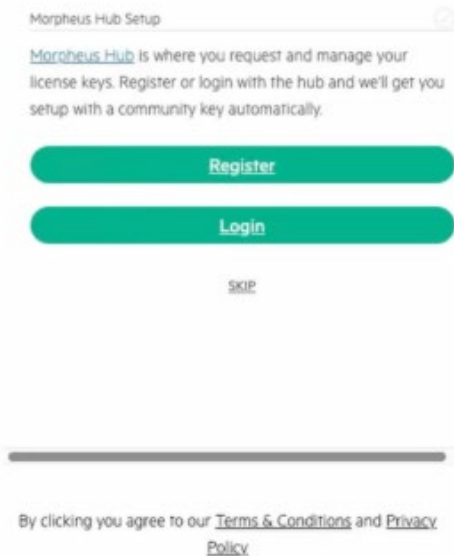 Morpheus Hub Setup
Morpheus Hub is where you request and manage your
license keys. Register or login with the hub and we'll get you
setup with a community key automatically.
Register
Login
SKIP
By clicking you agree to our Terms & Conditions and Privacy
Policy